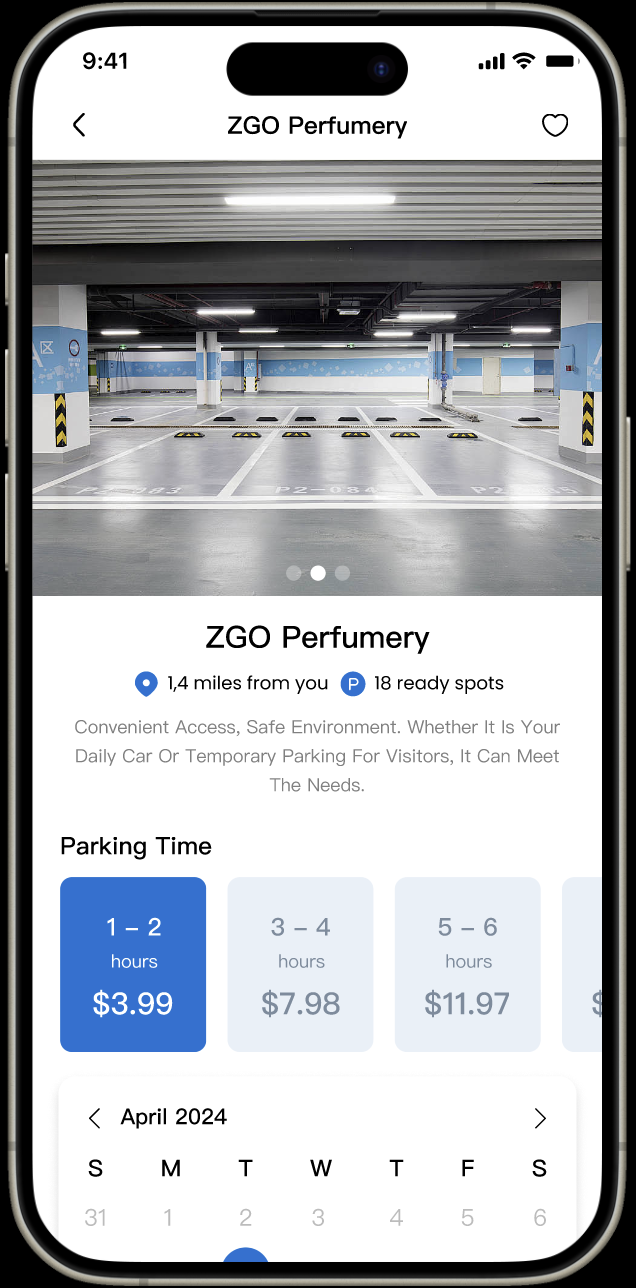 9:41
ZGO Perfumery
P2-083 P2-084
ZGO Perfumery
1,4 miles from you P 18 ready spots
Convenient Access, Safe Environment. Whether It Is Your
Daily Car Or Temporary Parking For Visitors, It Can Meet
The Needs.
Parking Time
1 – 2
hours
$3.99
3 – 4
hours
$7.98
5 – 6
hours
$11.97
$
April 2024
S M T W T F S
31 1 2 3 4 5 6